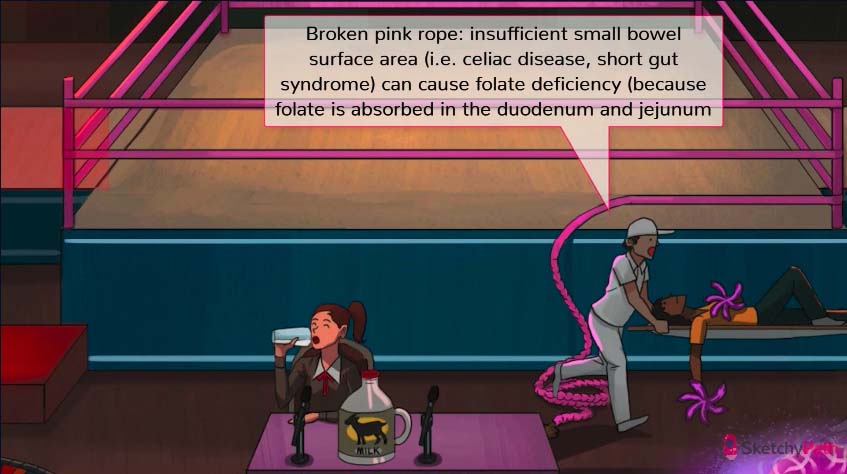 Broken pink rope: insufficient small bowel
surface area (i.e. celiac disease, short gut
syndrome) can cause folate deficiency (because
folate is absorbed in the duodenum and jejunum
MILK
SketchyPath